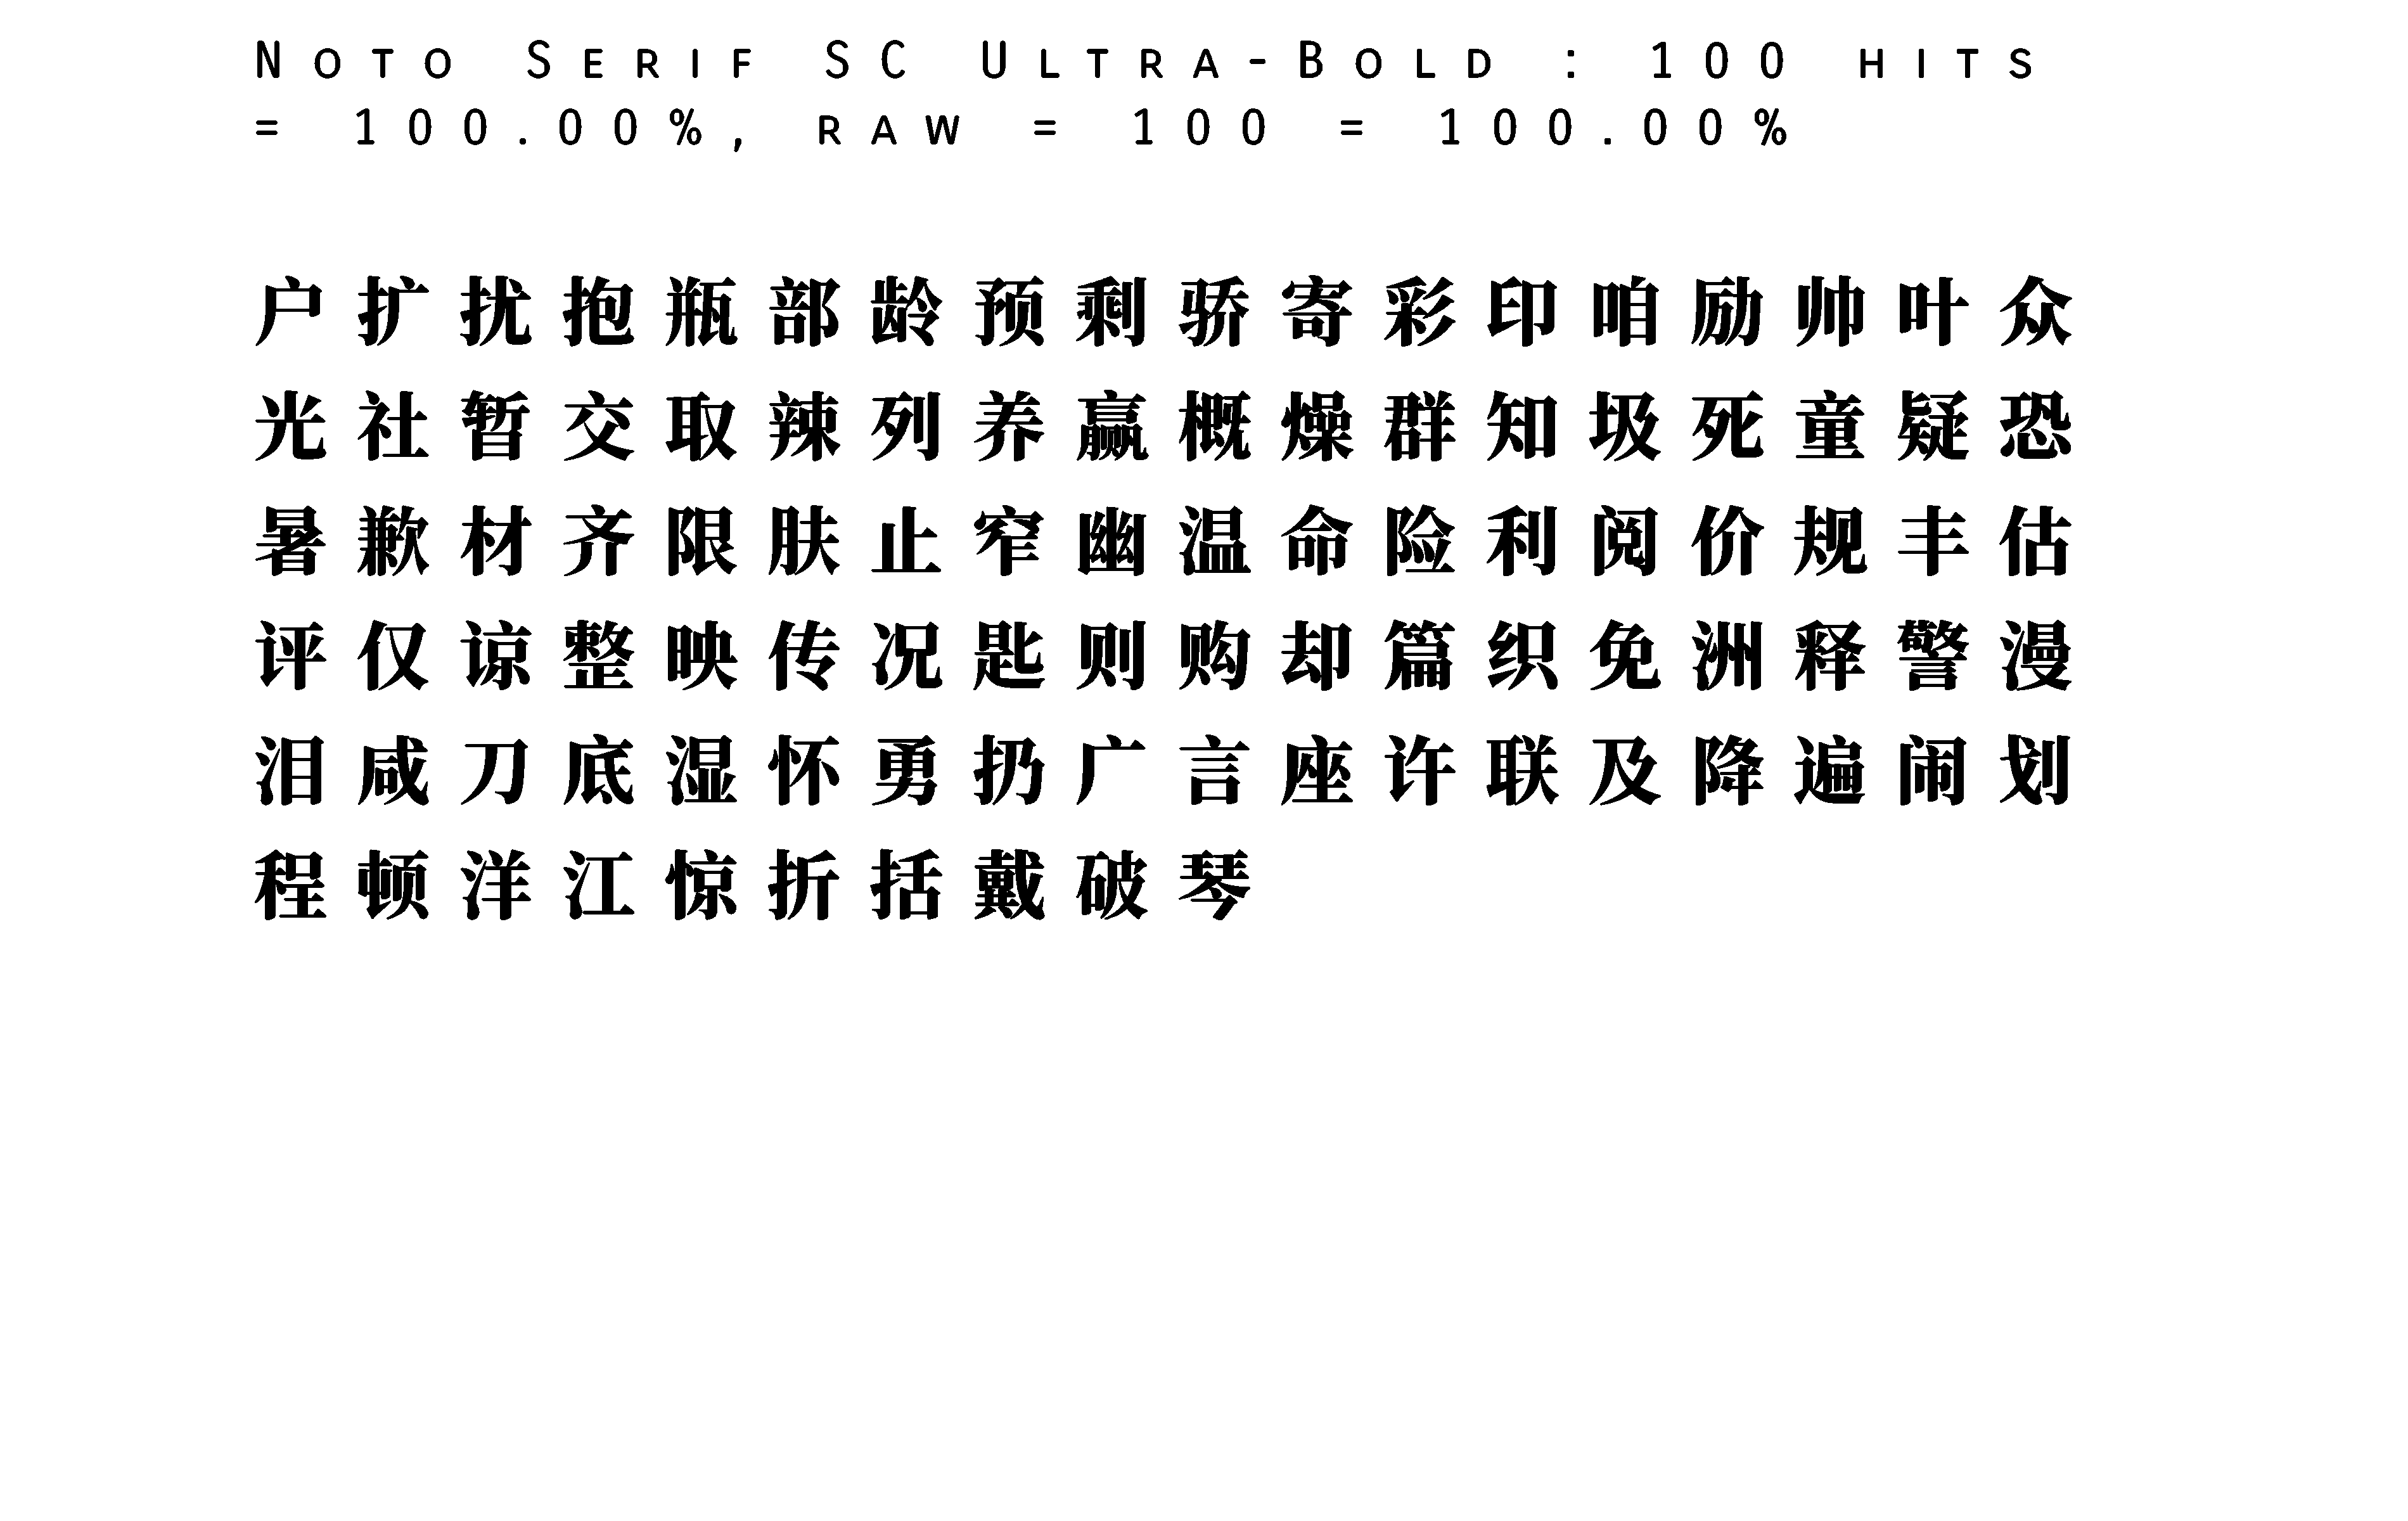 Noto Serif SC Ultra-Bold : 100 hits
= 100.00%, raw = 100 = 100.00%
户扩扰抱瓶部龄预剩骄寄彩印咱励帅叶众
光社暂交取辣列养赢概燥群知圾死童疑恐
暑歉材齐限肤止窄幽温命险利阅价规丰估
评仅谅整映传况匙则购却篇织免洲释警漫
泪咸刀底湿怀勇扔广言座许联及降遍闹划
程顿洋江惊折括戴破琴